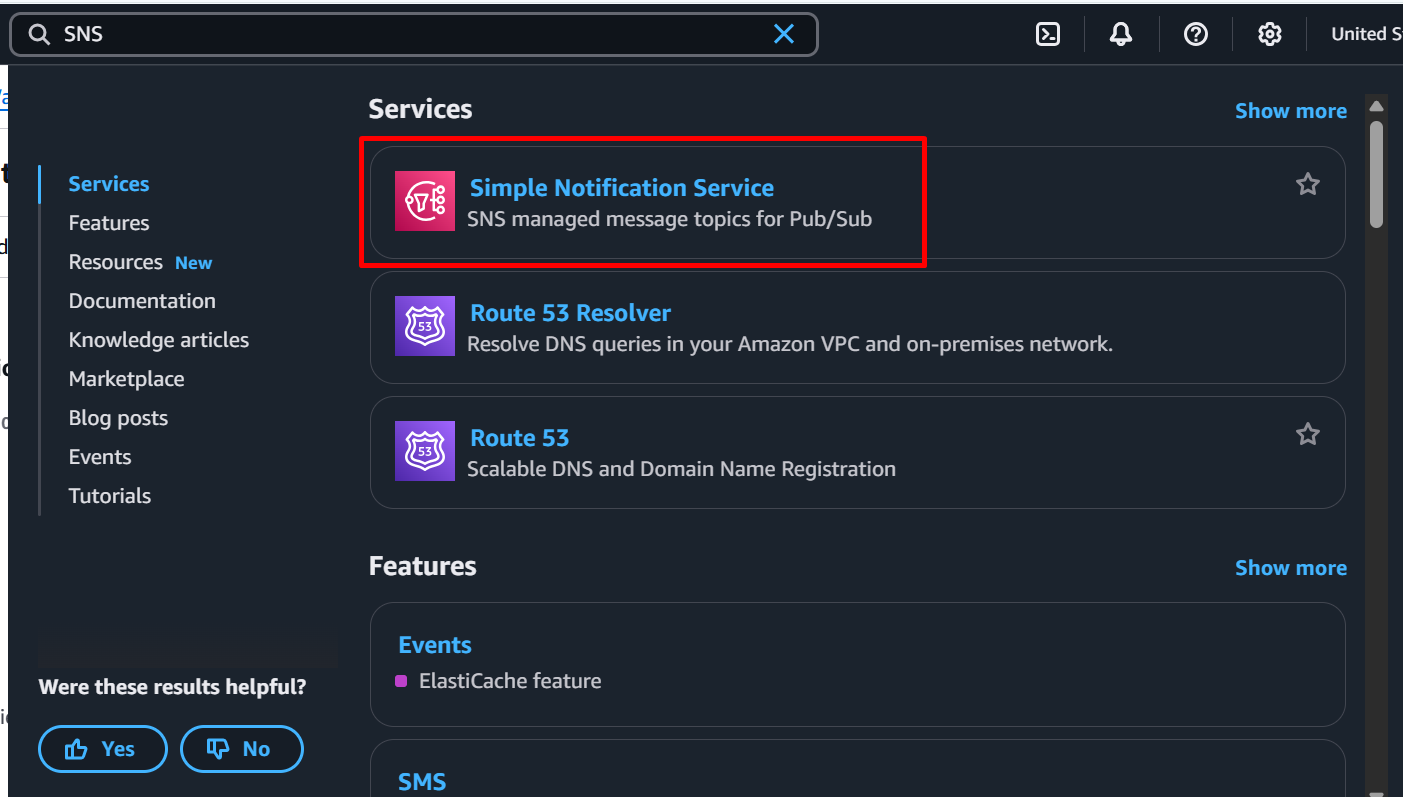 SNS
United S
Services
Show more
Simple Notification Service
SNS managed message topics for Pub/Sub
Route 53 Resolver
Resolve DNS queries in your Amazon VPC and on-premises network.
Route 53
Scalable DNS and Domain Name Registration
Features
Show more
Events
ElastiCache feature
SMS
Services
Features
Resources New
Documentation
Knowledge articles
Marketplace
Blog posts
Events
Tutorials
Were these results helpful?
Yes
No
53
53